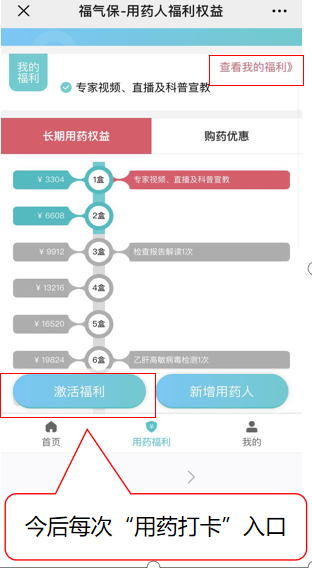 福气保-用药人福利权益
查看我的福利》
我的
福利
专家视频、直播及科普宣教
长期用药权益
购药优惠
¥ 3304 1盒 专家视频、直播及科普宣教
¥ 6608 2盒
¥ 9912 3盒 检查报告解读1次
¥ 13216 4盒
¥ 16520 5盒
¥ 19824 6盒 乙肝高敏病毒检测1次
激活福利
新增用药人
首页
用药福利
我的
今后每次“用药打卡”入口